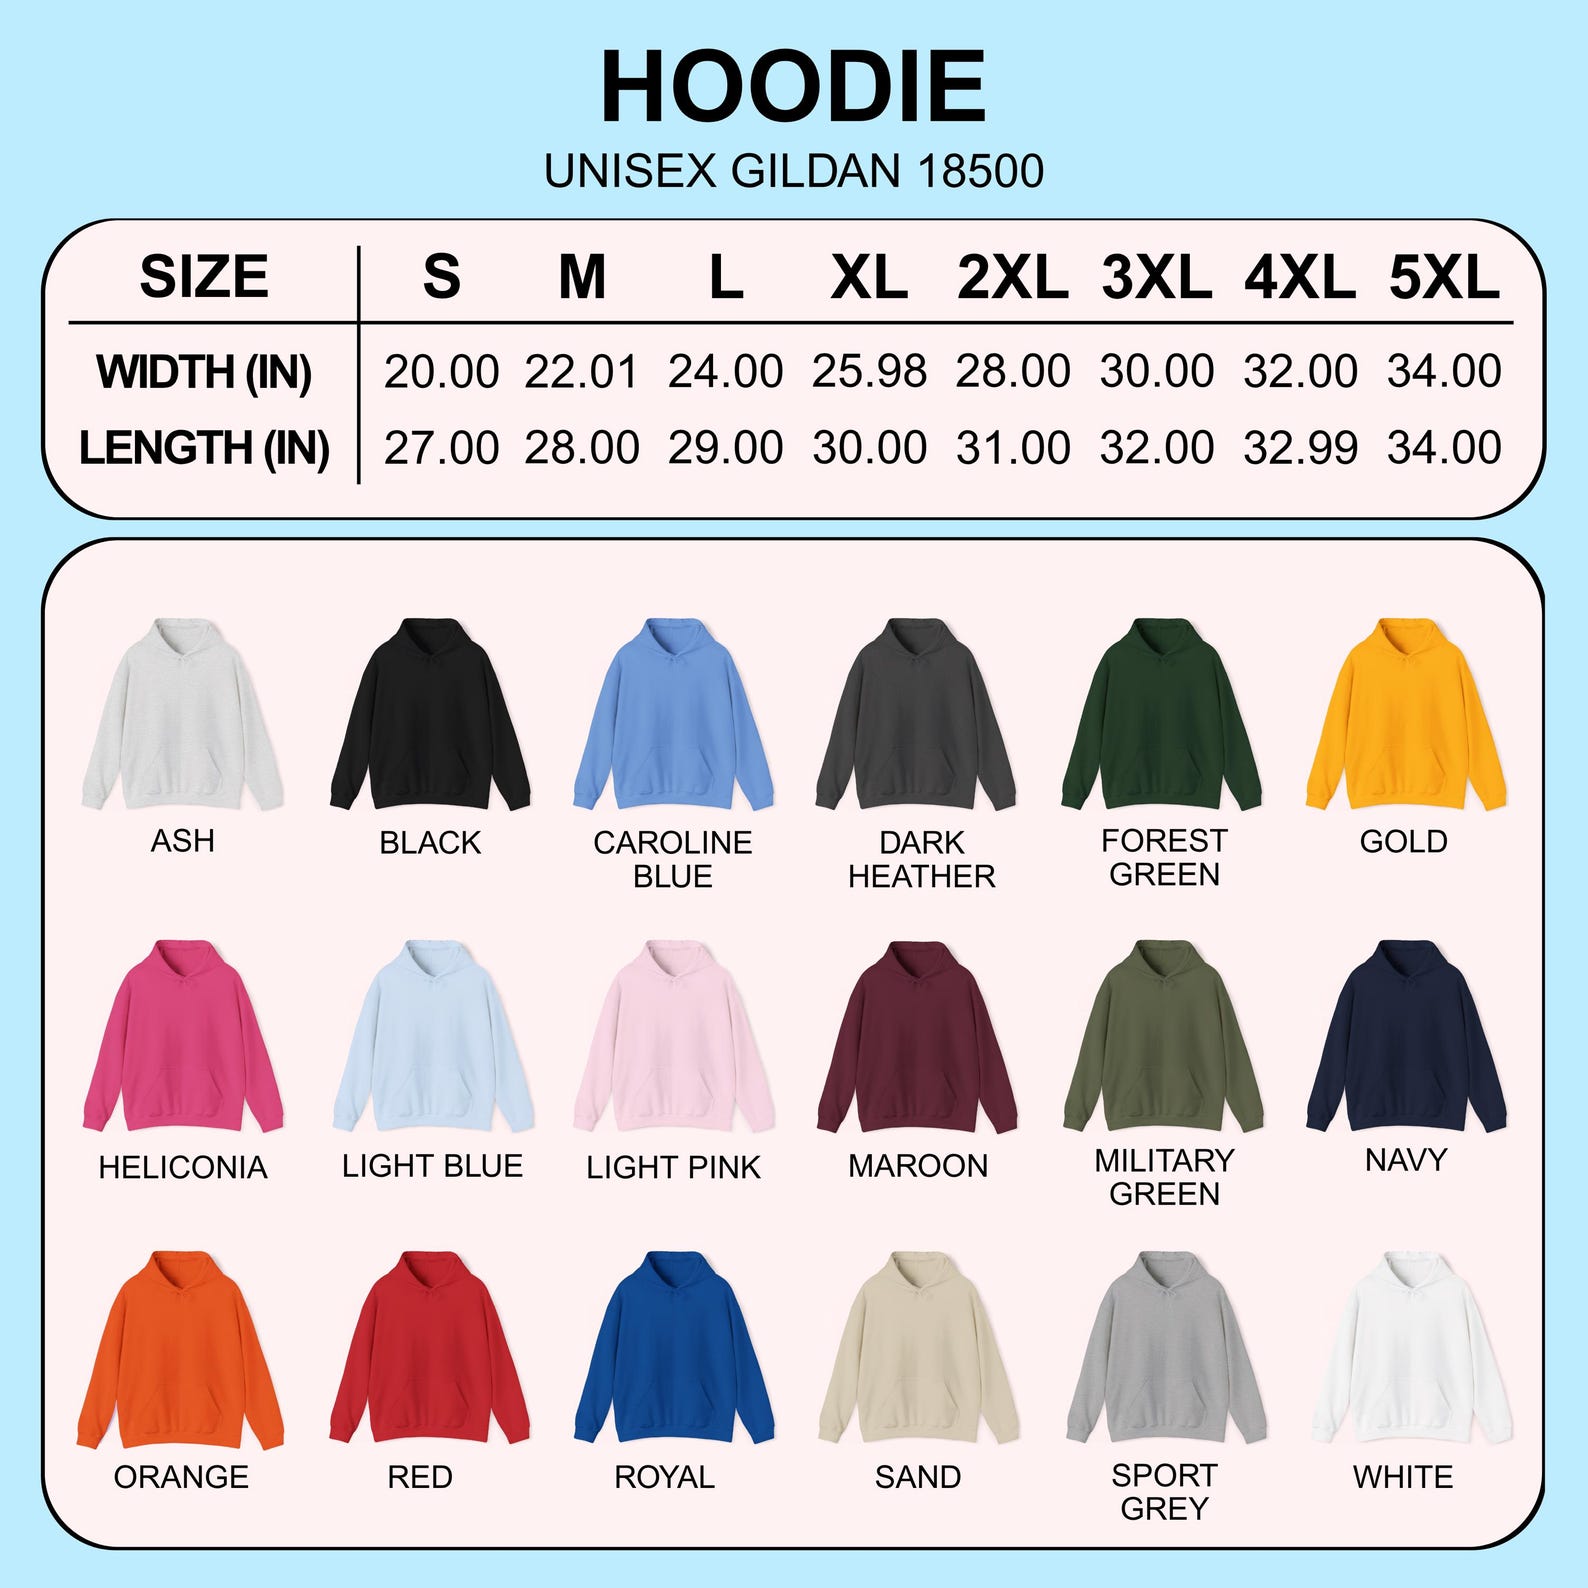 HOODIE
UNISEX GILDAN 18500
SIZE S M L XL 2XL 3XL 4XL 5XL
WIDTH (IN) 20.00 22.01 24.00 25.98 28.00 30.00 32.00 34.00
LENGTH (IN) 27.00 28.00 29.00 30.00 31.00 32.00 32.99 34.00
ASH
BLACK
CAROLINE
BLUE
DARK
HEATHER
FOREST
GREEN
GOLD
HELICONIA
LIGHT BLUE
LIGHT PINK
MAROON
MILITARY
GREEN
NAVY
ORANGE
RED
ROYAL
SAND
SPORT
GREY
WHITE